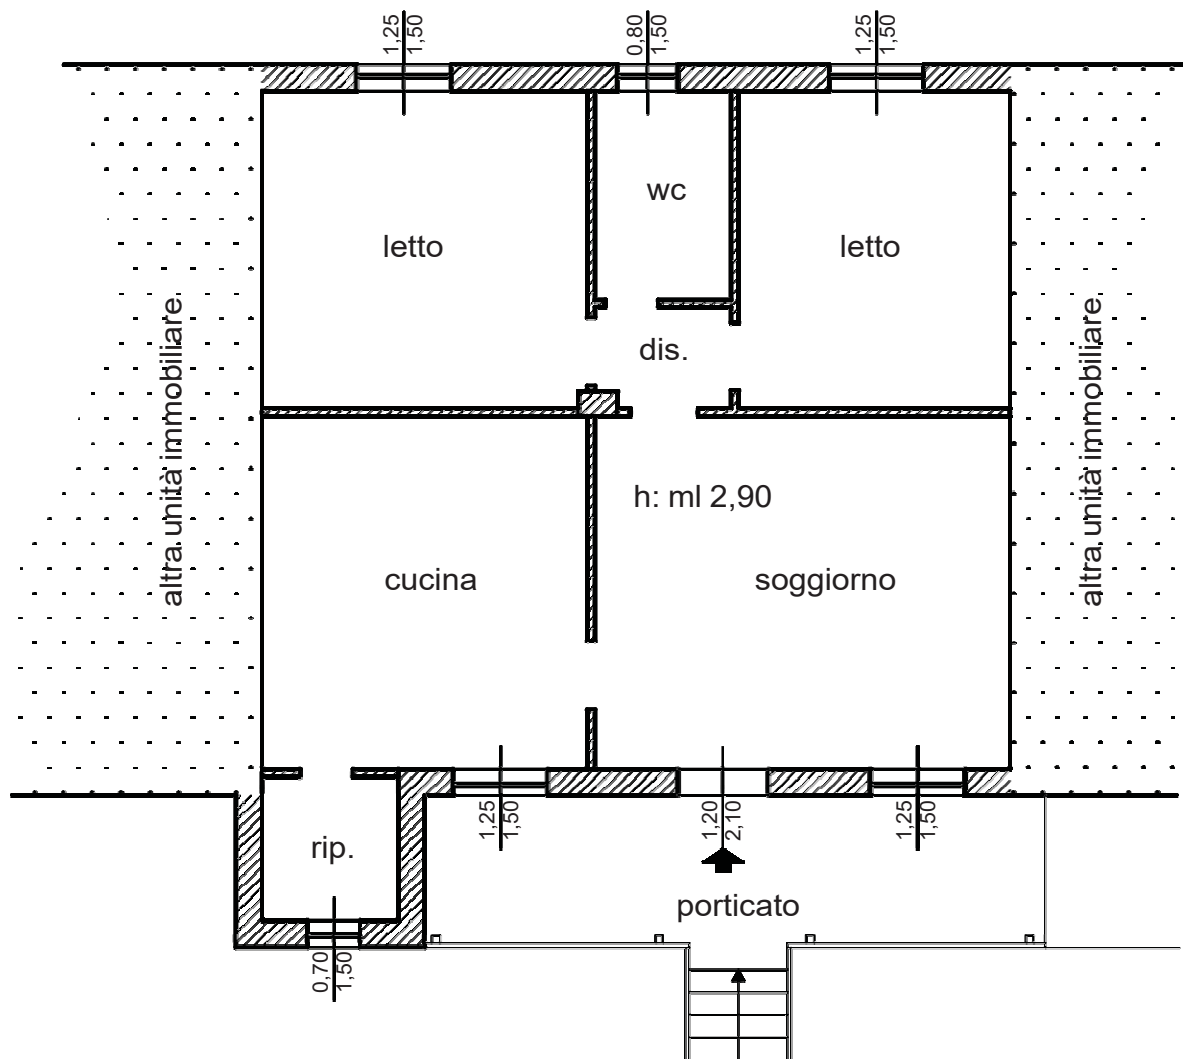 1,25
1,50
0,80
1,50
1,25
1,50
wc
letto
letto
dis.
altra unità immobiliare
altra unità immobiliare
h: ml 2,90
cucina
soggiorno
1,25
1,50
1,20
2,10
1,25
1,50
rip.
porticato
0,70
1,50